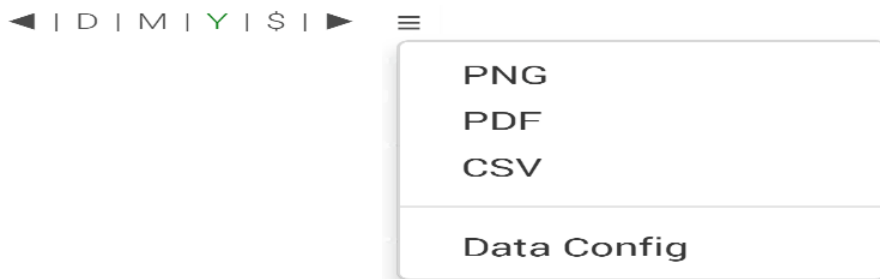 ◀ | D | M | Y | $ | ▶ ≡
PNG
PDF
CSV
Data Config